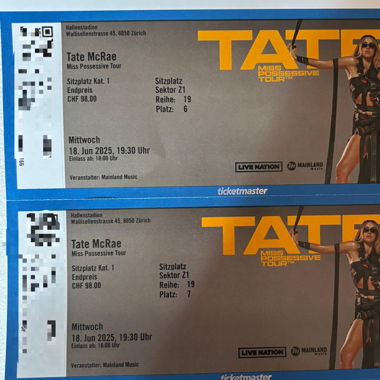 Hallenstadion
Wallisellenstrasse 45, 8050 Zürich
Tate McRae
Miss Possessive Tour
Sitzplatz Kat. 1
Endpreis
CHF 98.00
Sitzplatz
Sektor Z1
Reihe: 19
Platz: 6
Mittwoch
18. Jun 2025, 19:30 Uhr
Einlass ab: 18:00 Uhr
Veranstalter: Mainland Music
TATE
MISS
POSSESSIVE
TOUR™
LIVE NATION
MAINLAND
MUSIC
ticketmaster
Hallenstadion
Wallisellenstrasse 45, 8050 Zürich
Tate McRae
Miss Possessive Tour
Sitzplatz Kat. 1
Endpreis
CHF 98.00
Sitzplatz
Sektor Z1
Reihe: 19
Platz: 7
Mittwoch
18. Jun 2025, 19:30 Uhr
Einlass ab: 18:00 Uhr
Veranstalter: Mainland Music
TATE
MISS
POSSESSIVE
TOUR™
LIVE NATION
MAINLAND
MUSIC
ticketmaster